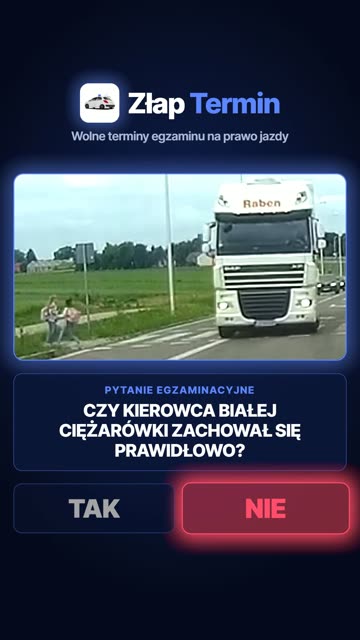 Złap Termin
Wolne terminy egzaminu na prawo jazdy
Raben
DAF
PYTANIE EGZAMINACYJNE
CZY KIEROWCA BIAŁEJ
CIĘŻARÓWKI ZACHOWAŁ SIĘ
PRAWIDŁOWO?
TAK
NIE